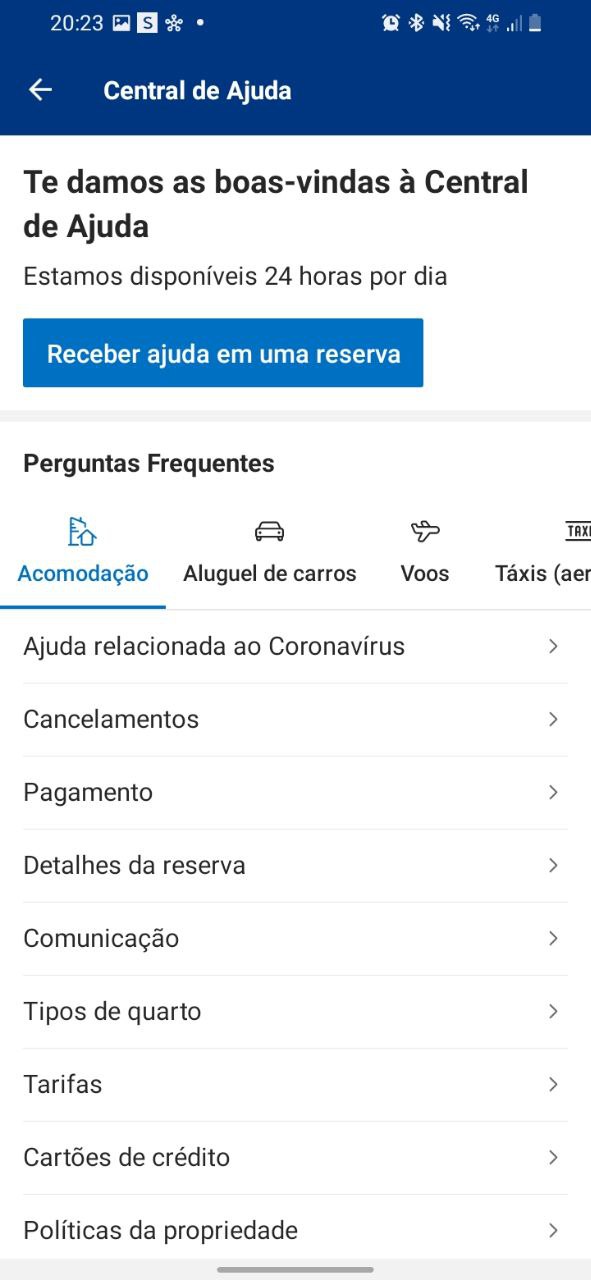 20:23
S
4G
Central de Ajuda
Te damos as boas-vindas à Central
de Ajuda
Estamos disponíveis 24 horas por dia
Receber ajuda em uma reserva
Perguntas Frequentes
TAXI
Acomodação
Aluguel de carros
Voos
Táxis (aer
Ajuda relacionada ao Coronavírus
Cancelamentos
Pagamento
Detalhes da reserva
Comunicação
Tipos de quarto
Tarifas
Cartões de crédito
Políticas da propriedade